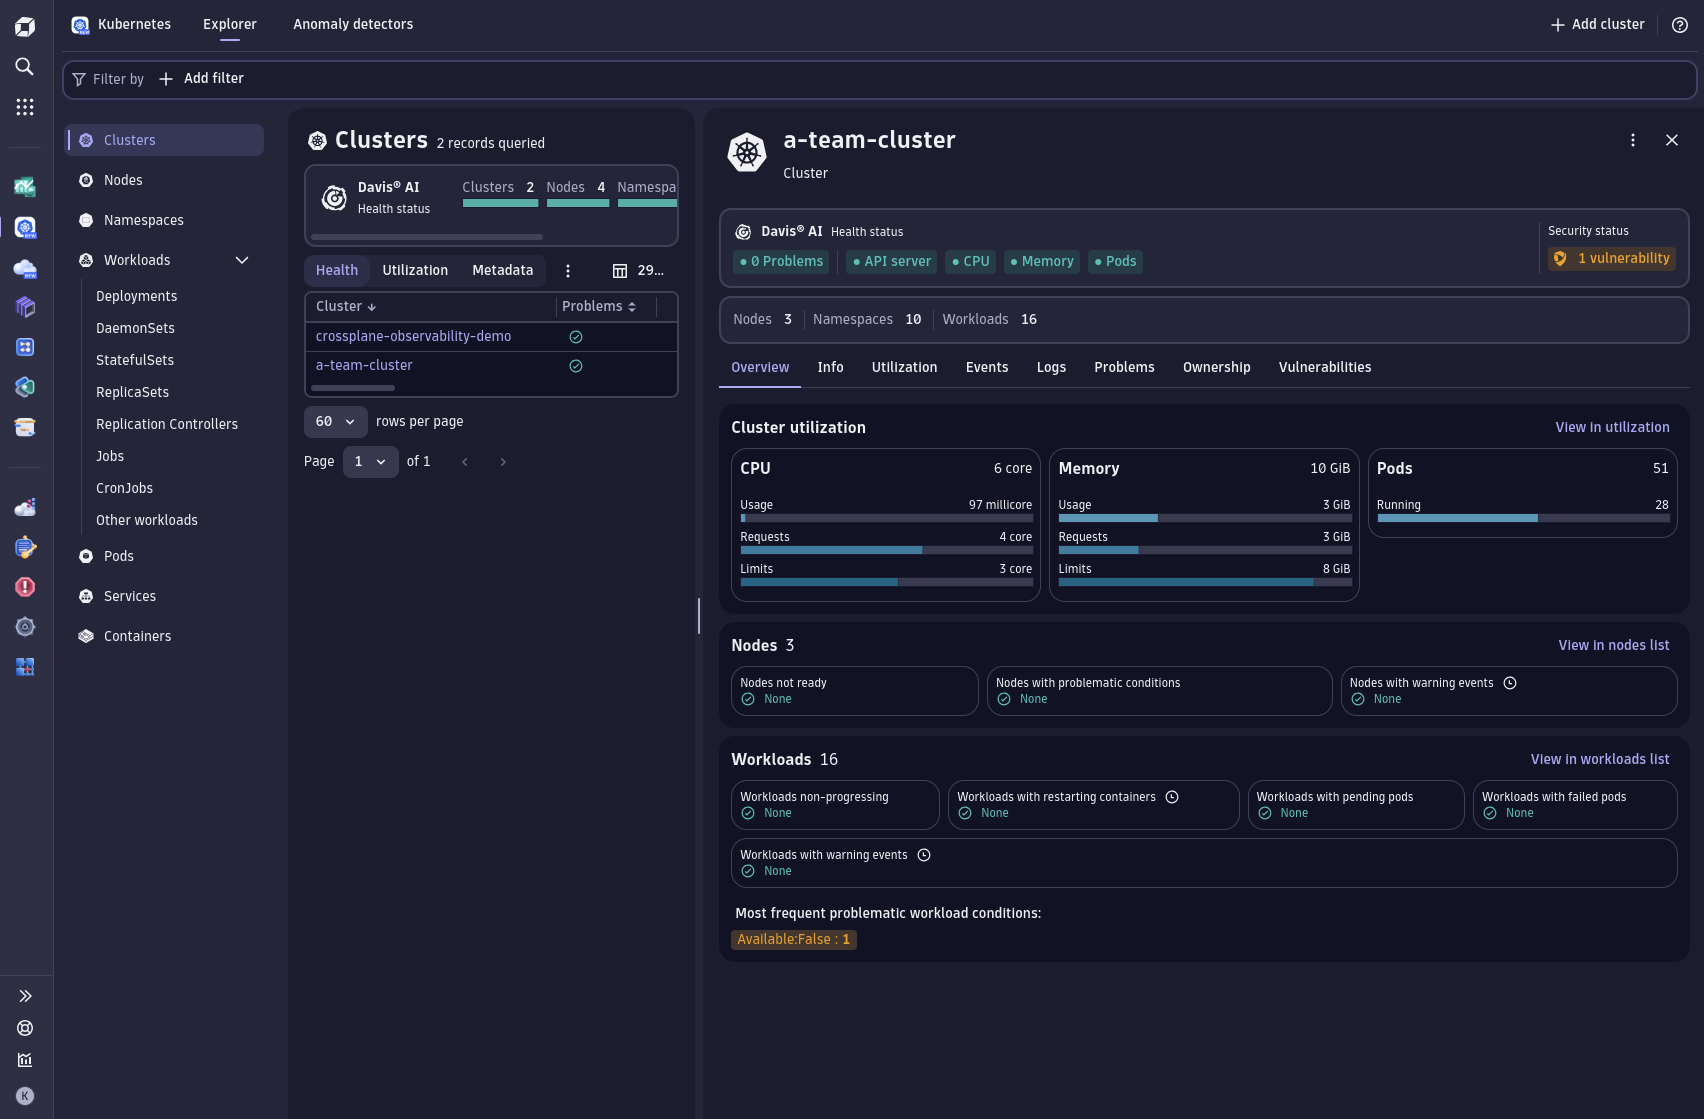 Kubernetes Explorer Anomaly detectors Add cluster
Filter by Add filter
Clusters
Nodes
Namespaces
Workloads
Deployments
DaemonSets
StatefulSets
ReplicaSets
Replication Controllers
Jobs
CronJobs
Other workloads
Pods
Services
Containers
K
Clusters 2 records queried
Davis® AI
Health status
Clusters 2 Nodes 4 Namespa
Health Utilization Metadata 29...
Cluster Problems
crossplane-observability-demo
a-team-cluster
60 rows per page
Page 1 of 1
a-team-cluster
Cluster
Davis® AI Health status
0 Problems API server CPU Memory Pods
Security status
1 vulnerability
Nodes 3 Namespaces 10 Workloads 16
Overview Info Utilization Events Logs Problems Ownership Vulnerabilities
Cluster utilization View in utilization
CPU 6 core
Usage 97 millicore
Requests 4 core
Limits 3 core
Memory 10 GiB
Usage 3 GiB
Requests 3 GiB
Limits 8 GiB
Pods 51
Running 28
Nodes 3 View in nodes list
Nodes not ready
None
Nodes with problematic conditions
None
Nodes with warning events
None
Workloads 16 View in workloads list
Workloads non-progressing
None
Workloads with restarting containers
None
Workloads with pending pods
None
Workloads with failed pods
None
Workloads with warning events
None
Most frequent problematic workload conditions:
Available:False : 1